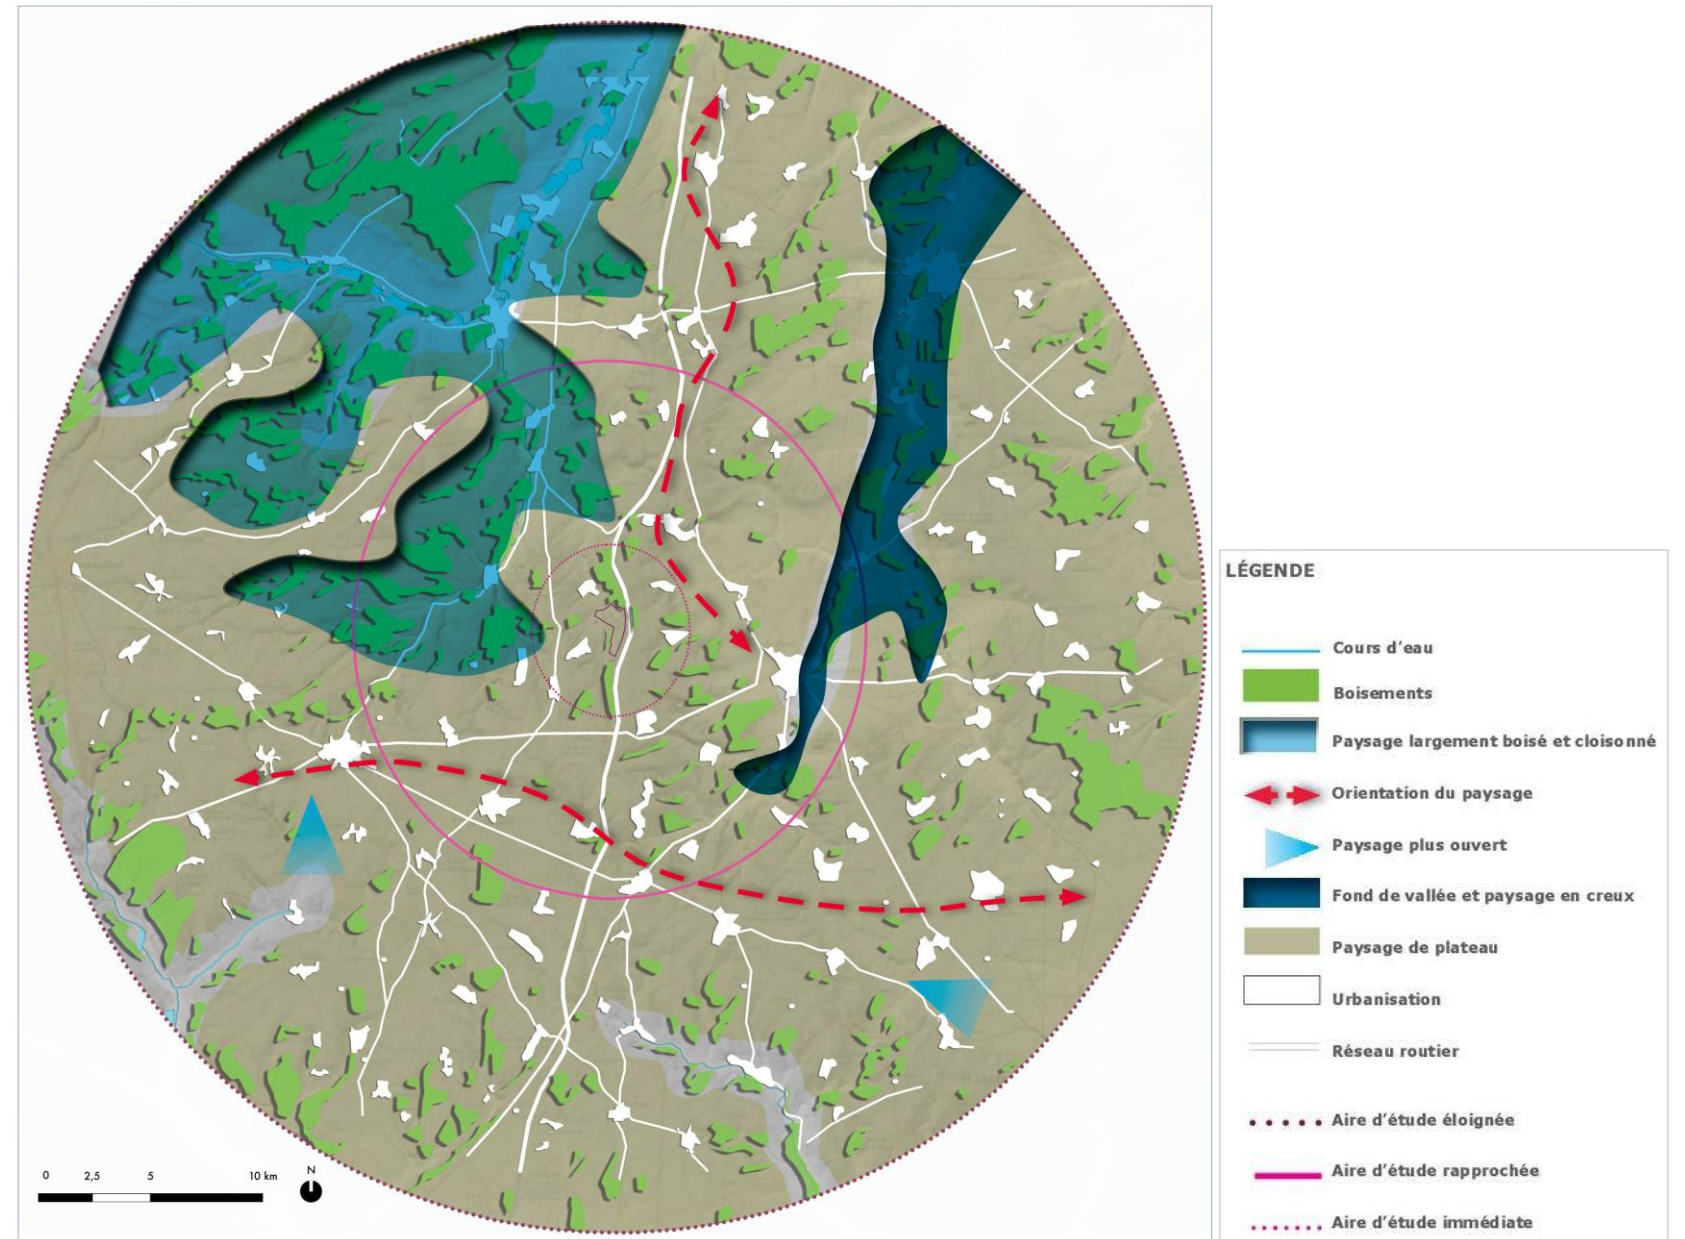 LÉGENDE
Cours d'eau
Boisements
Paysage largement boisé et cloisonné
Orientation du paysage
Paysage plus ouvert
Fond de vallée et paysage en creux
Paysage de plateau
Urbanisation
Réseau routier
Aire d'étude éloignée
Aire d'étude rapprochée
Aire d'étude immédiate
0 2,5 5 10 km
N